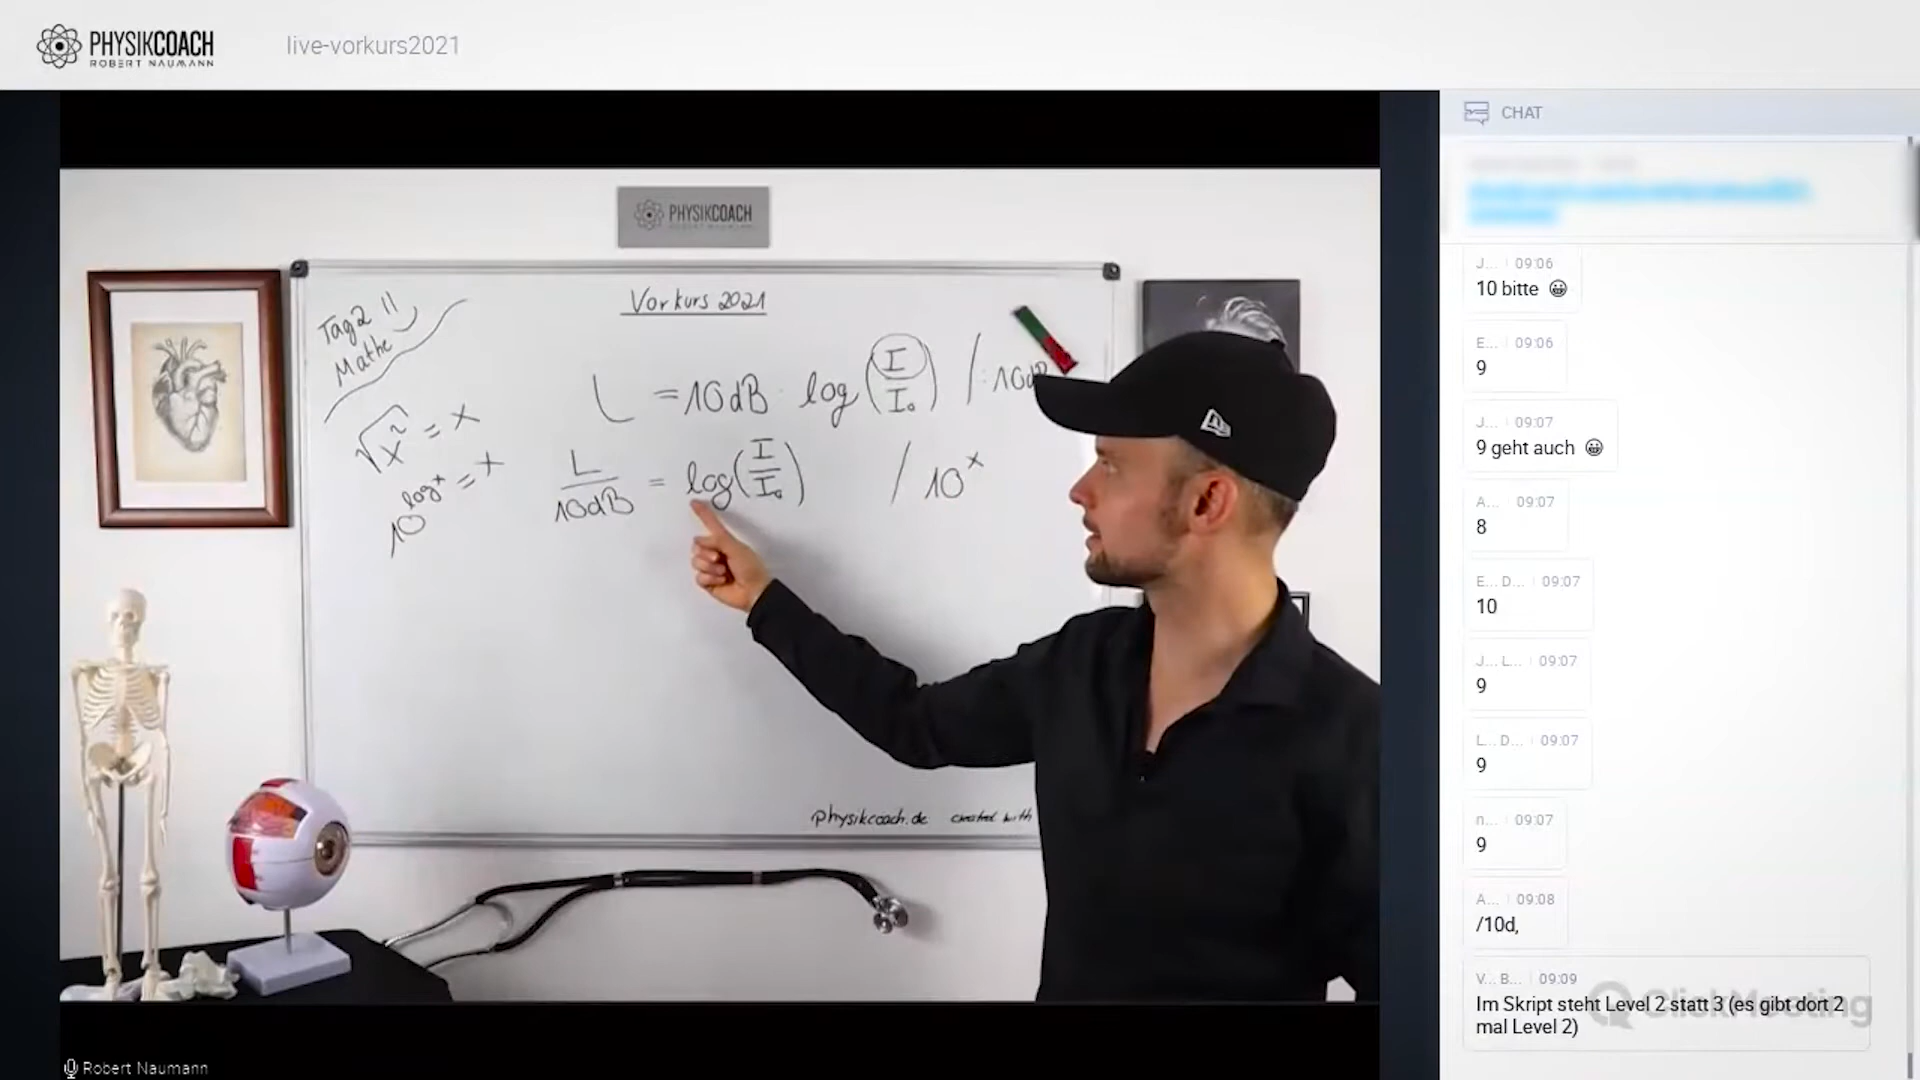 PHYSIKCOACH
ROBERT NAUMANN
live-vorkurs2021
CHAT
PHYSIKCOACH
Tag 2 !!
Mathe
Vorkurs 2021
L = 10dB · log(I/I₀) / :10dB
√x² = x
L/10dB = log(I/I₀) / 10ˣ
10^log x = x
physikcoach.de created with
J... 09:06
10 bitte 😀
E... 09:06
9
J... 09:07
9 geht auch 😀
A... 09:07
8
E... D... 09:07
10
J... L... 09:07
9
L... D... 09:07
9
n... 09:07
9
A... 09:08
/10d,
V... B... 09:09
Im Skript steht Level 2 statt 3 (es gibt dort 2
mal Level 2)
ClickMeeting
Robert Naumann